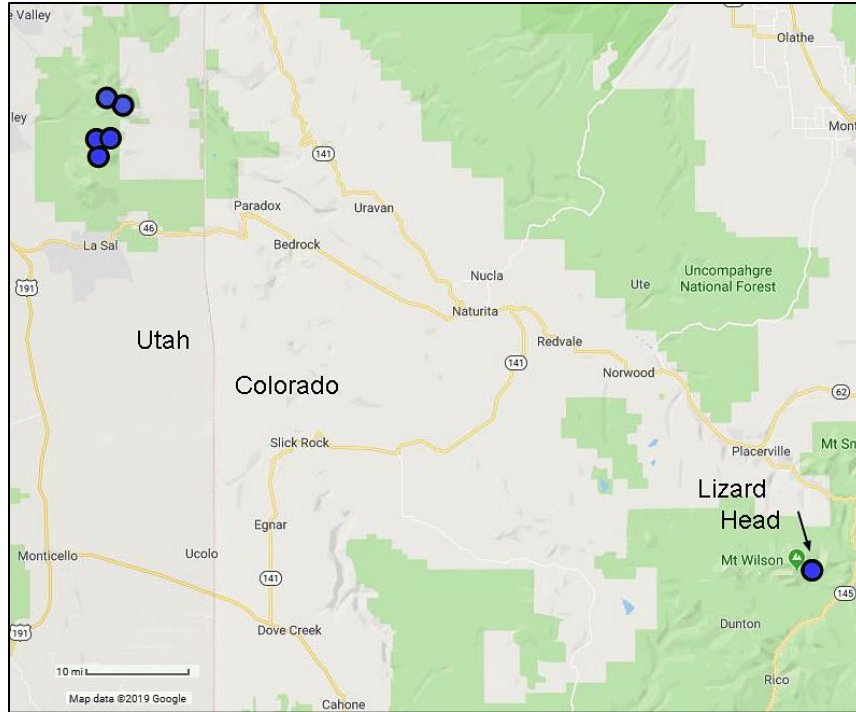 e Valley
Olathe
ley
Mont
141
Paradox
Uravan
46
La Sal
Bedrock
191
Nucla
Ute
Uncompahgre
National Forest
Naturita
Utah
Redvale
141
Norwood
Colorado
62
Slick Rock
Placerville
Mt Sn
Lizard
Head
Egnar
Monticello
Ucolo
Mt Wilson
141
145
Dunton
191
Dove Creek
10 mi
Rico
Map data ©2019 Google
Cahone